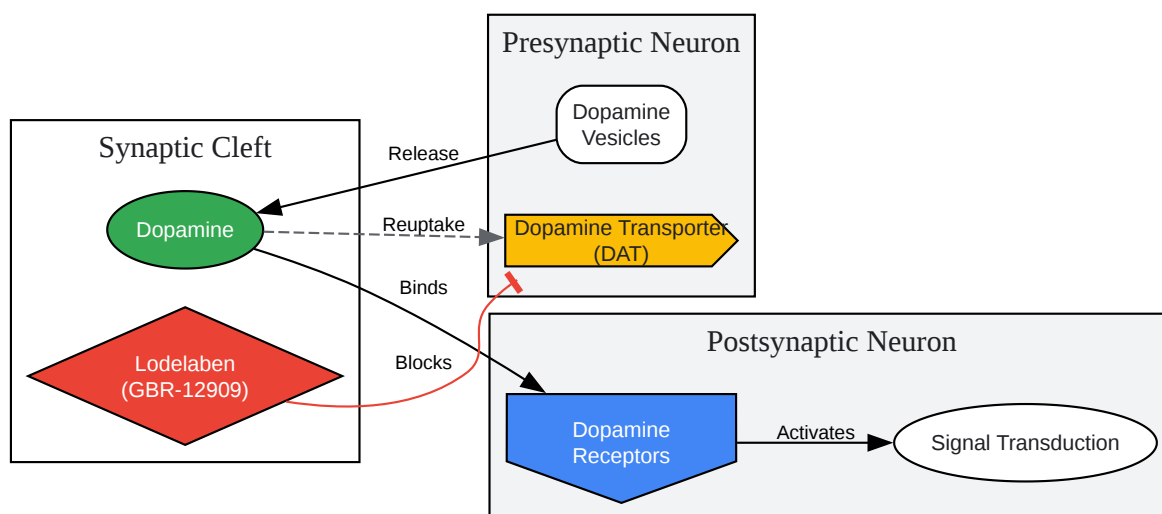 Presynaptic Neuron
Dopamine
Vesicles
Synaptic Cleft
Release
Dopamine
Reuptake
Dopamine Transporter
(DAT)
Binds
Postsynaptic Neuron
Lodelaben
(GBR-12909)
Blocks
Dopamine
Receptors
Activates
Signal Transduction